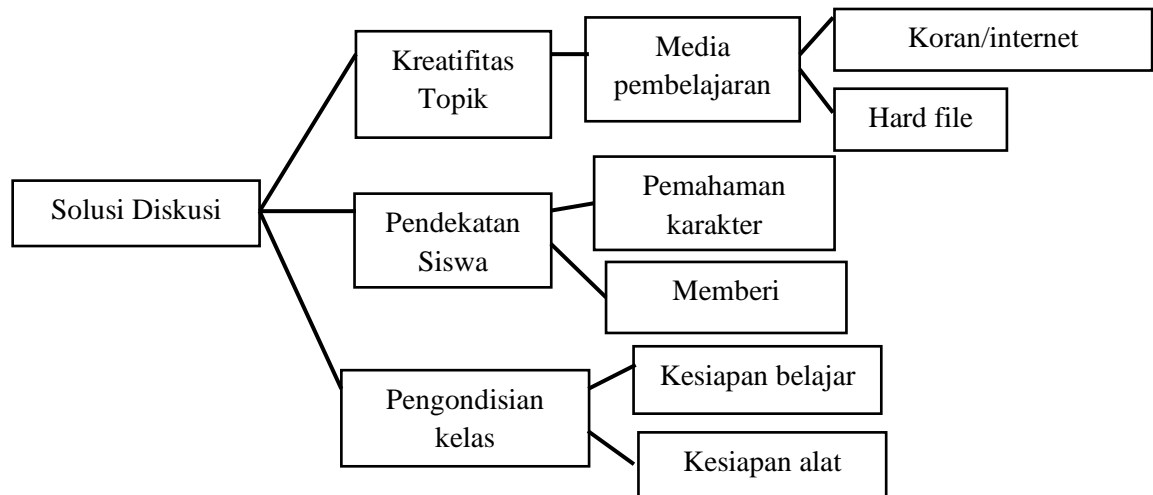 Solusi Diskusi
Kreatifitas
Topik
Media
pembelajaran
Koran/internet
Hard file
Pendekatan
Siswa
Pemahaman
karakter
Memberi
Pengondisian
kelas
Kesiapan belajar
Kesiapan alat